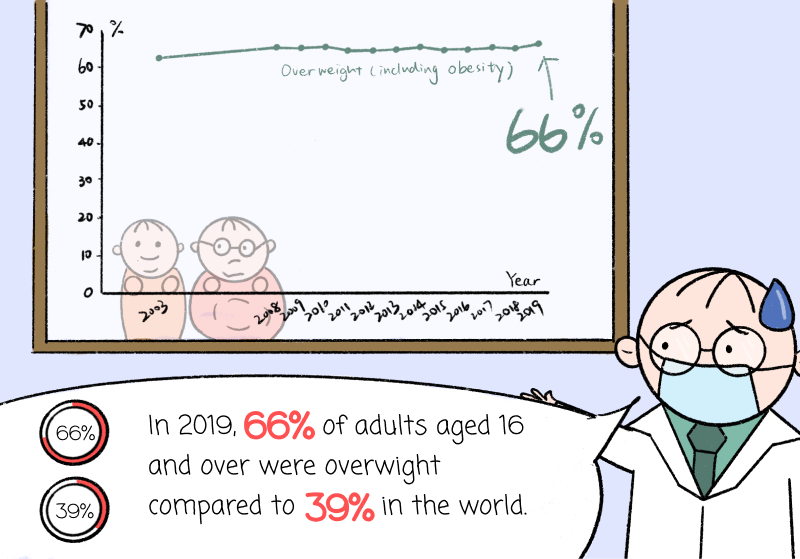 70 %
60
Overweight (including obesity)
50
66%
40
30
20
10
Year
0
2003 2008 2009 2010 2011 2012 2013 2014 2015 2016 2017 2018 2019
66%
In 2019, 66% of adults aged 16
and over were overwight
39%
compared to 39% in the world.